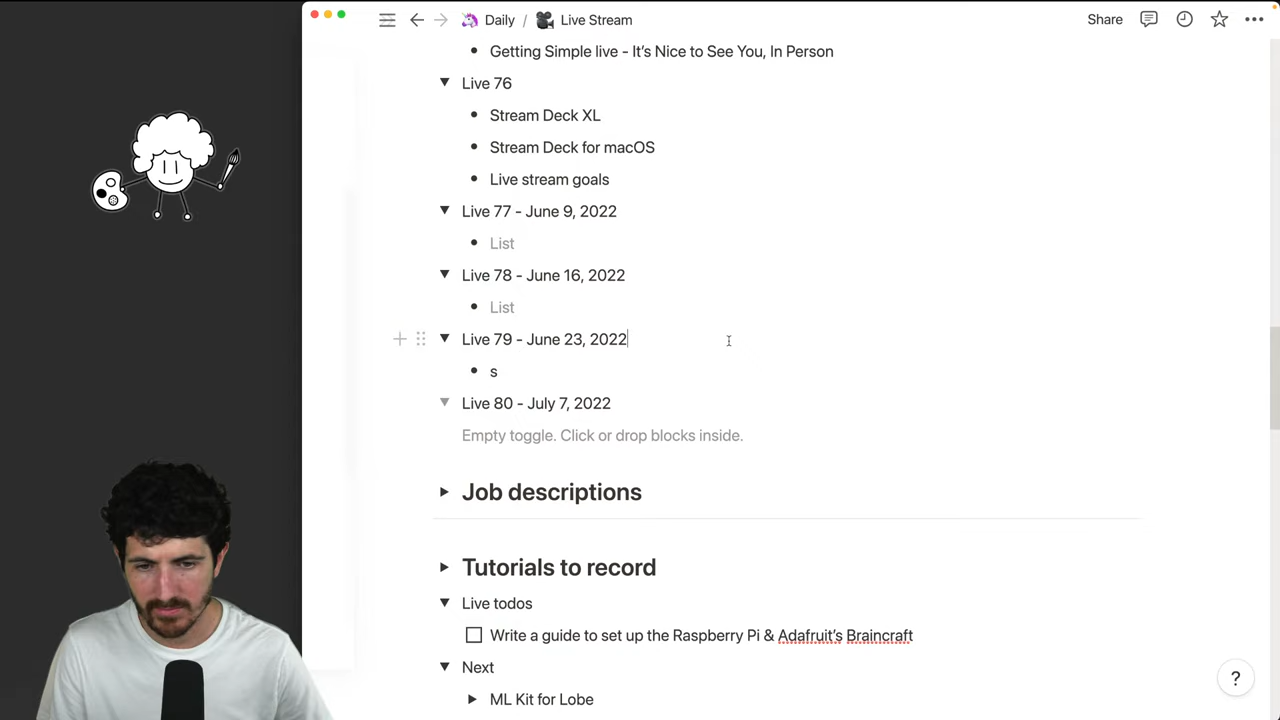 Daily / Live Stream Share
Getting Simple live - It's Nice to See You, In Person
Live 76
Stream Deck XL
Stream Deck for macOS
Live stream goals
Live 77 - June 9, 2022
List
Live 78 - June 16, 2022
List
Live 79 - June 23, 2022
s
Live 80 - July 7, 2022
Empty toggle. Click or drop blocks inside.
Job descriptions
Tutorials to record
Live todos
Write a guide to set up the Raspberry Pi & Adafruit's Braincraft
Next
?
ML Kit for Lobe